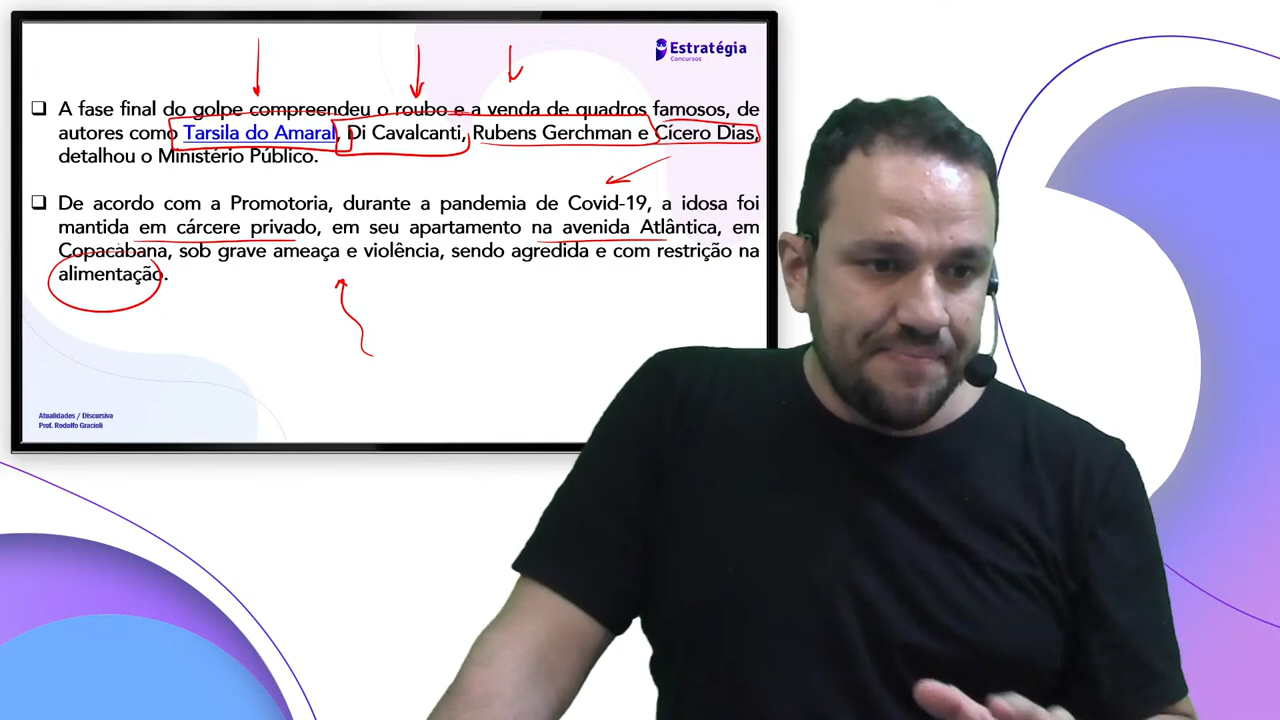 Estratégia
Concursos
❑ A fase final do golpe compreendeu o roubo e a venda de quadros famosos, de
autores como Tarsila do Amaral, Di Cavalcanti, Rubens Gerchman e Cícero Dias,
detalhou o Ministério Público.
❑ De acordo com a Promotoria, durante a pandemia de Covid-19, a idosa foi
mantida em cárcere privado, em seu apartamento na avenida Atlântica, em
Copacabana, sob grave ameaça e violência, sendo agredida e com restrição na
alimentação.
Atualidades / Discursiva
Prof. Rodolfo Gracioli